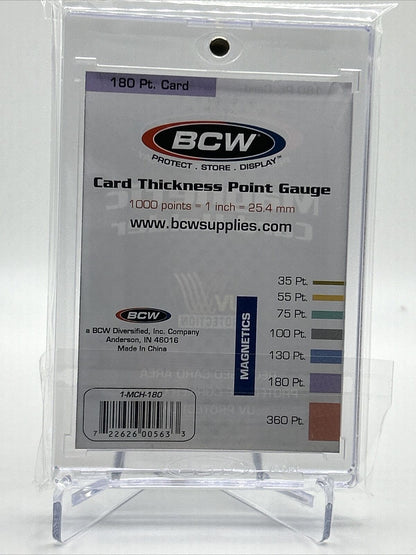 180 Pt. Card
BCW
PROTECT . STORE . DISPLAY™
Card Thickness Point Gauge
1000 points = 1 inch = 25.4 mm
www.bcwsupplies.com
35 Pt.
55 Pt.
75 Pt.
100 Pt.
130 Pt.
180 Pt.
360 Pt.
MAGNETICS
BCW
a BCW Diversified, Inc. Company
Anderson, IN 46016
Made In China
1-MCH-180
7 22626 00563 3